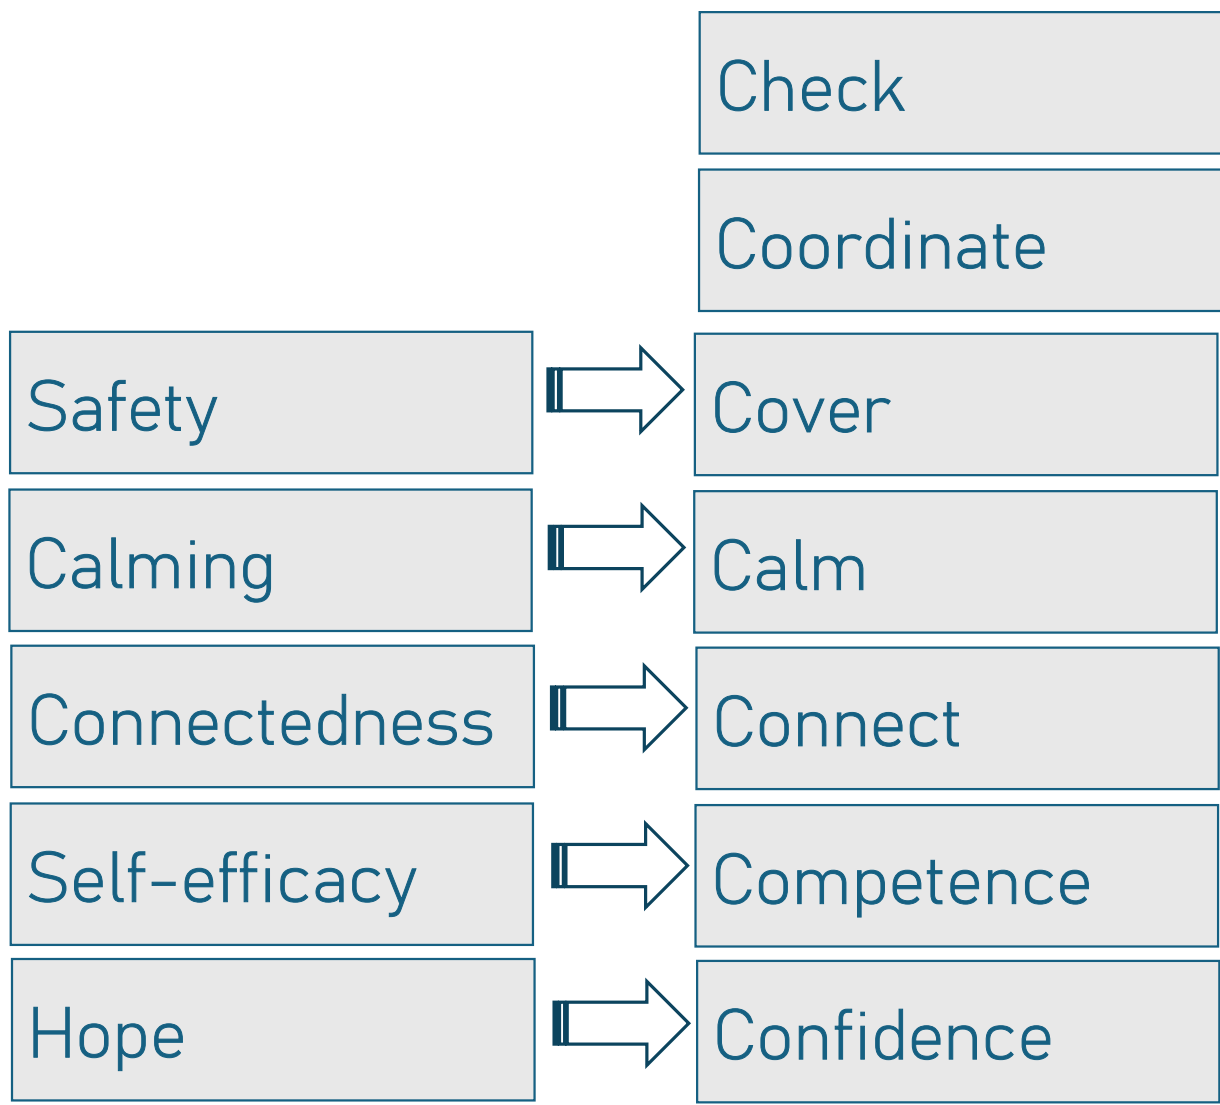 Check
Coordinate
Safety
Cover
Calming
Calm
Connectedness
Connect
Self-efficacy
Competence
Hope
Confidence